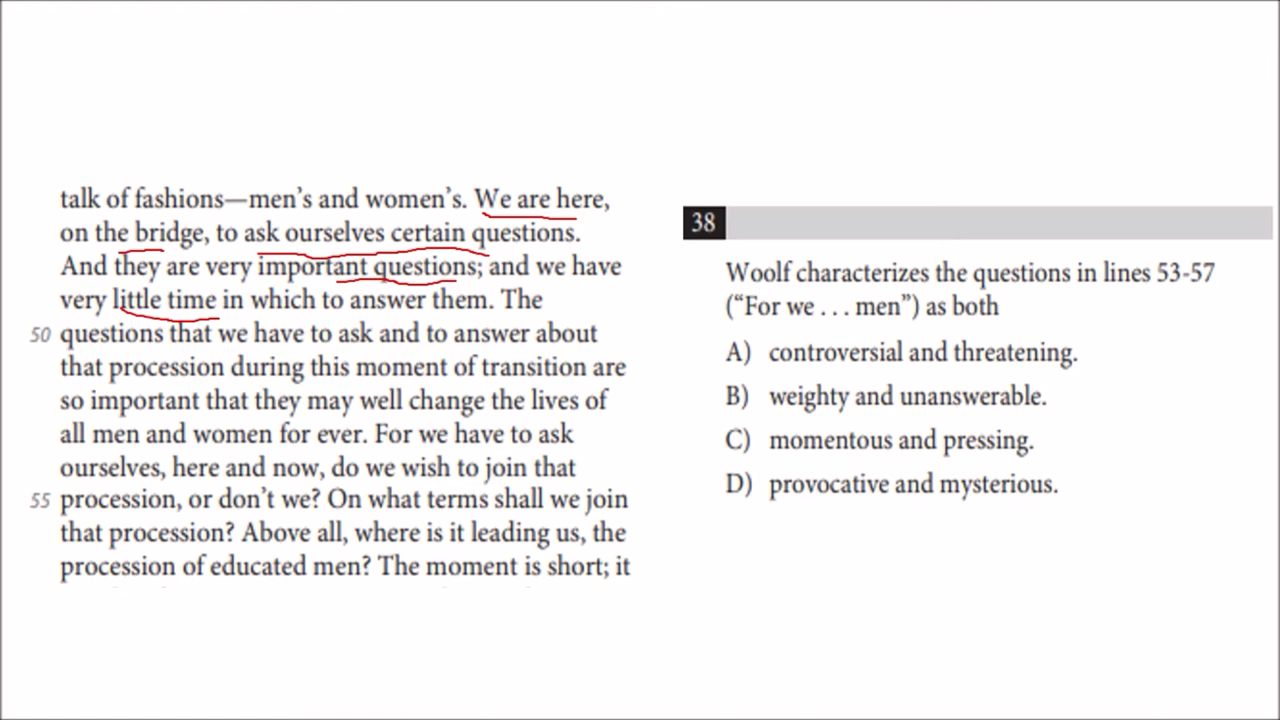 talk of fashions—men's and women's. We are here,
on the bridge, to ask ourselves certain questions.
And they are very important questions; and we have
very little time in which to answer them. The
50 questions that we have to ask and to answer about
that procession during this moment of transition are
so important that they may well change the lives of
all men and women for ever. For we have to ask
ourselves, here and now, do we wish to join that
55 procession, or don't we? On what terms shall we join
that procession? Above all, where is it leading us, the
procession of educated men? The moment is short; it
38
Woolf characterizes the questions in lines 53-57
("For we . . . men") as both
A) controversial and threatening.
B) weighty and unanswerable.
C) momentous and pressing.
D) provocative and mysterious.